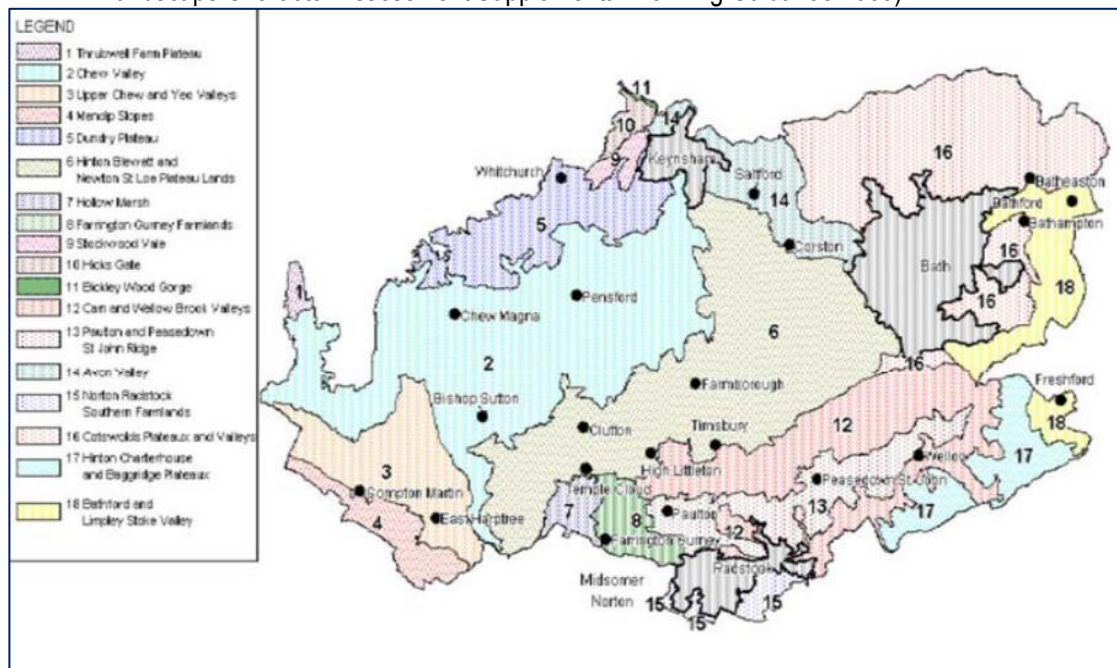 Landscape Character Assessment Supplementary Planning Guidance
LEGEND
1 Thrubwell Farm Plateau
2 Chew Valley
3 Upper Chew and Yeo Valleys
4 Mendip Slopes
5 Dundry Plateau
6 Hinton Blewett and
Newton St Loe Plateau Lands
7 Hollow Marsh
8 Farrington Gurney Farmlands
9 Stockwood Vale
10 Hicks Gate
11 Bickley Wood Gorge
12 Cam and Wellow Brook Valleys
13 Paulton and Peasedown
St John Ridge
14 Avon Valley
15 Norton Radstock
Southern Farmlands
16 Cotswolds Plateaux and Valleys
17 Hinton Charterhouse
and Baggridge Plateaux
18 Bathford and
Limpley Stoke Valley
11
10
14
Keynsham
9
Whitchurch
Saltford
14
16
Batheaston
Bathford
Bathampton
5
Corston
16
Bath
1
Pensford
16
18
Chew Magna
6
2
16
Farmborough
Freshford
Bishop Sutton
Clutton
Timsbury
12
18
High Littleton
Wellow
17
3
Temple Cloud
Peasedown St John
Compton Martin
Paulton
13
4
East Harptree
7
8
12
17
Farrington Gurney
Radstock
Midsomer
Norton
15
15
15